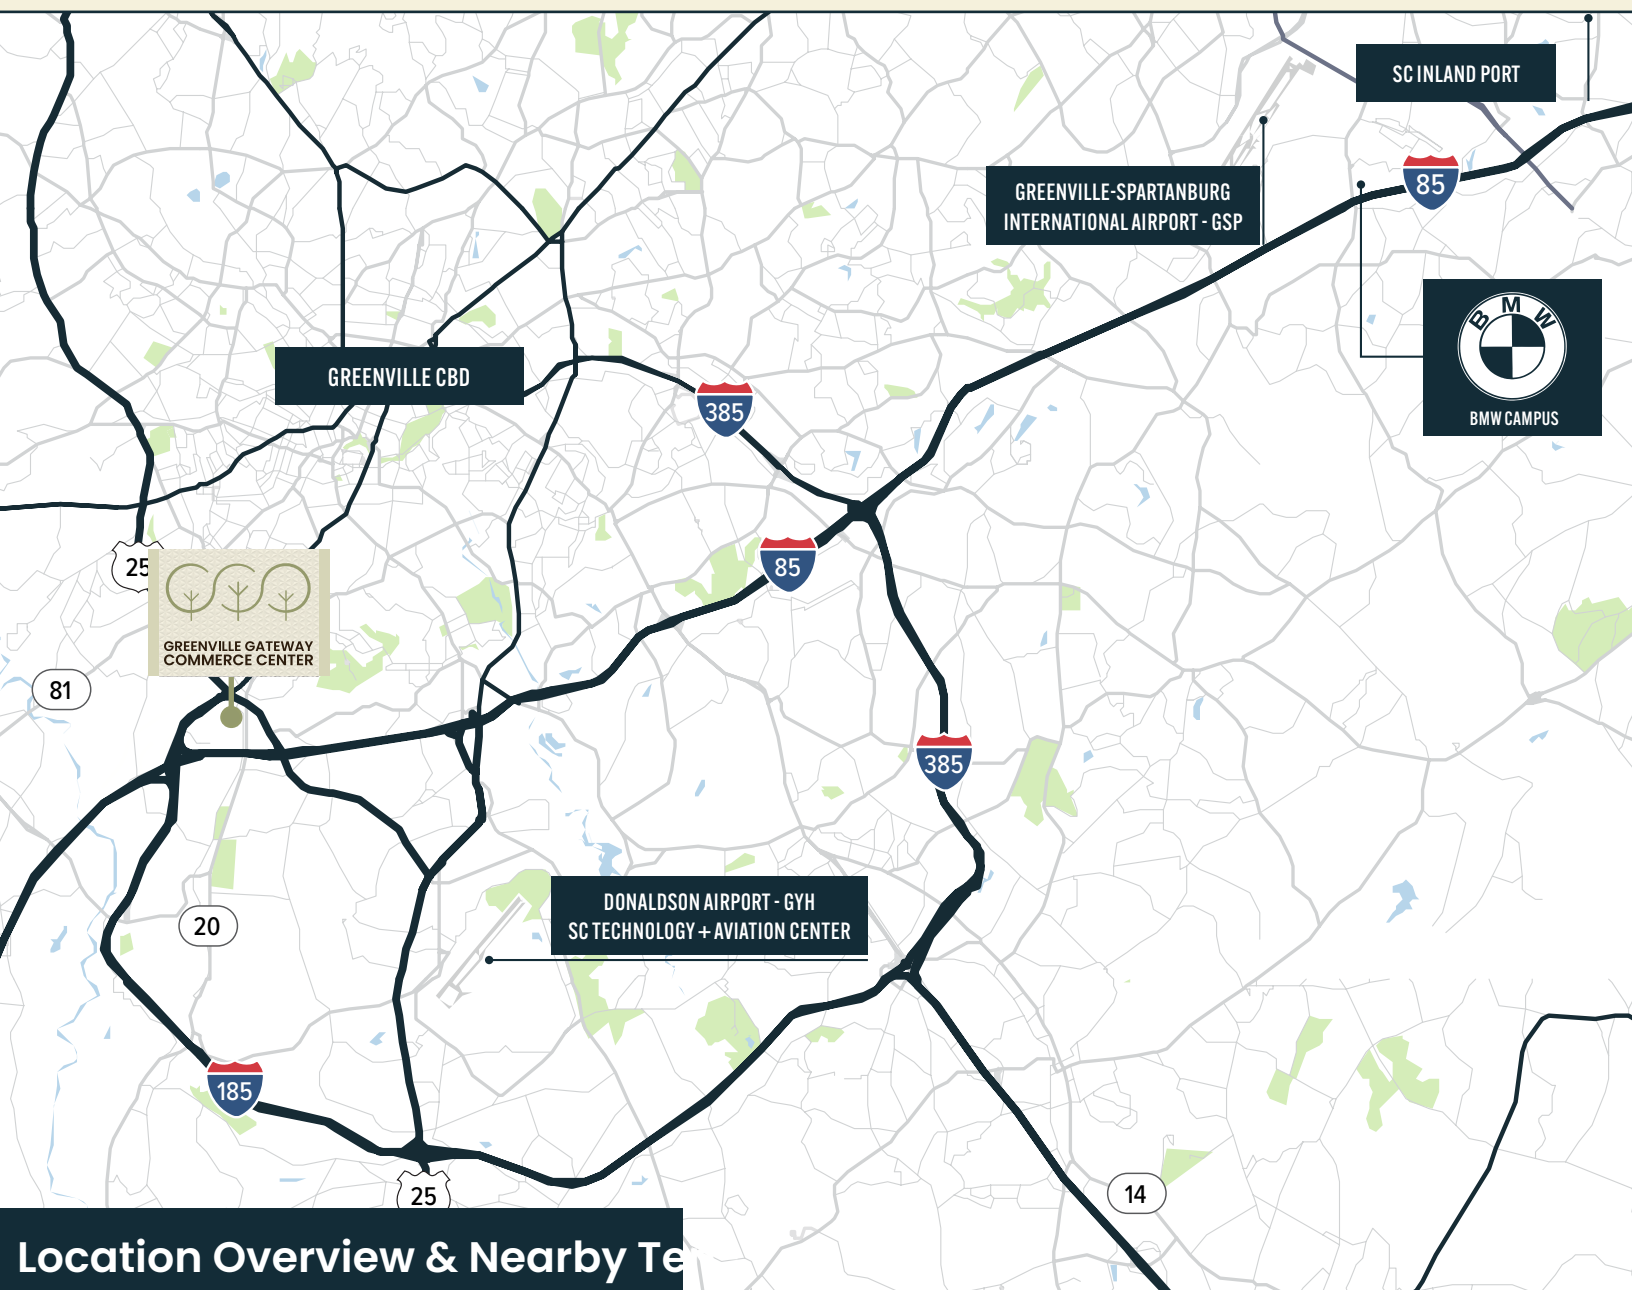 SC INLAND PORT
85
GREENVILLE-SPARTANBURG
INTERNATIONAL AIRPORT - GSP
BMW
BMW CAMPUS
GREENVILLE CBD
385
85
25
GREENVILLE GATEWAY
COMMERCE CENTER
81
385
DONALDSON AIRPORT - GYH
SC TECHNOLOGY + AVIATION CENTER
20
185
25
14
Location Overview & Nearby Te